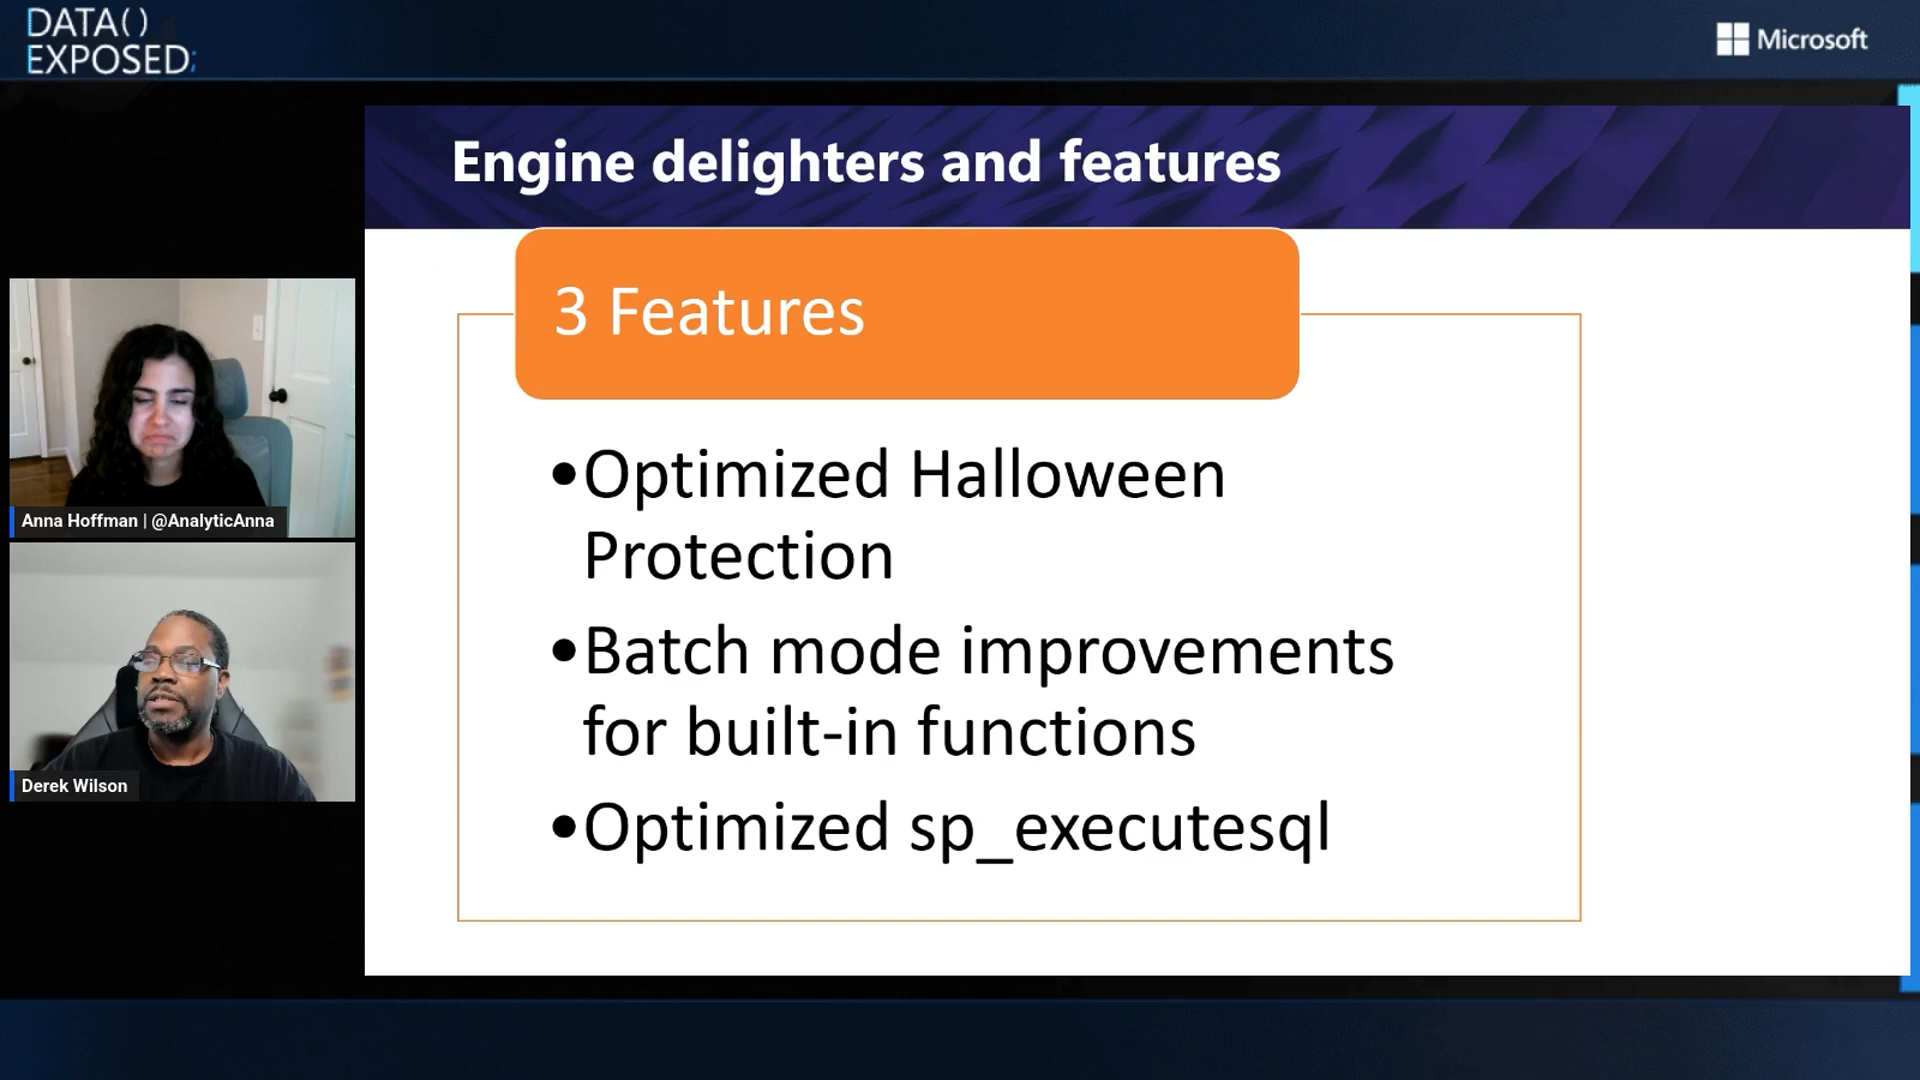 DATA()
EXPOSED;
Microsoft
Engine delighters and features
3 Features
•Optimized Halloween
Protection
•Batch mode improvements
for built-in functions
•Optimized sp_executesql
Anna Hoffman | @AnalyticAnna
Derek Wilson